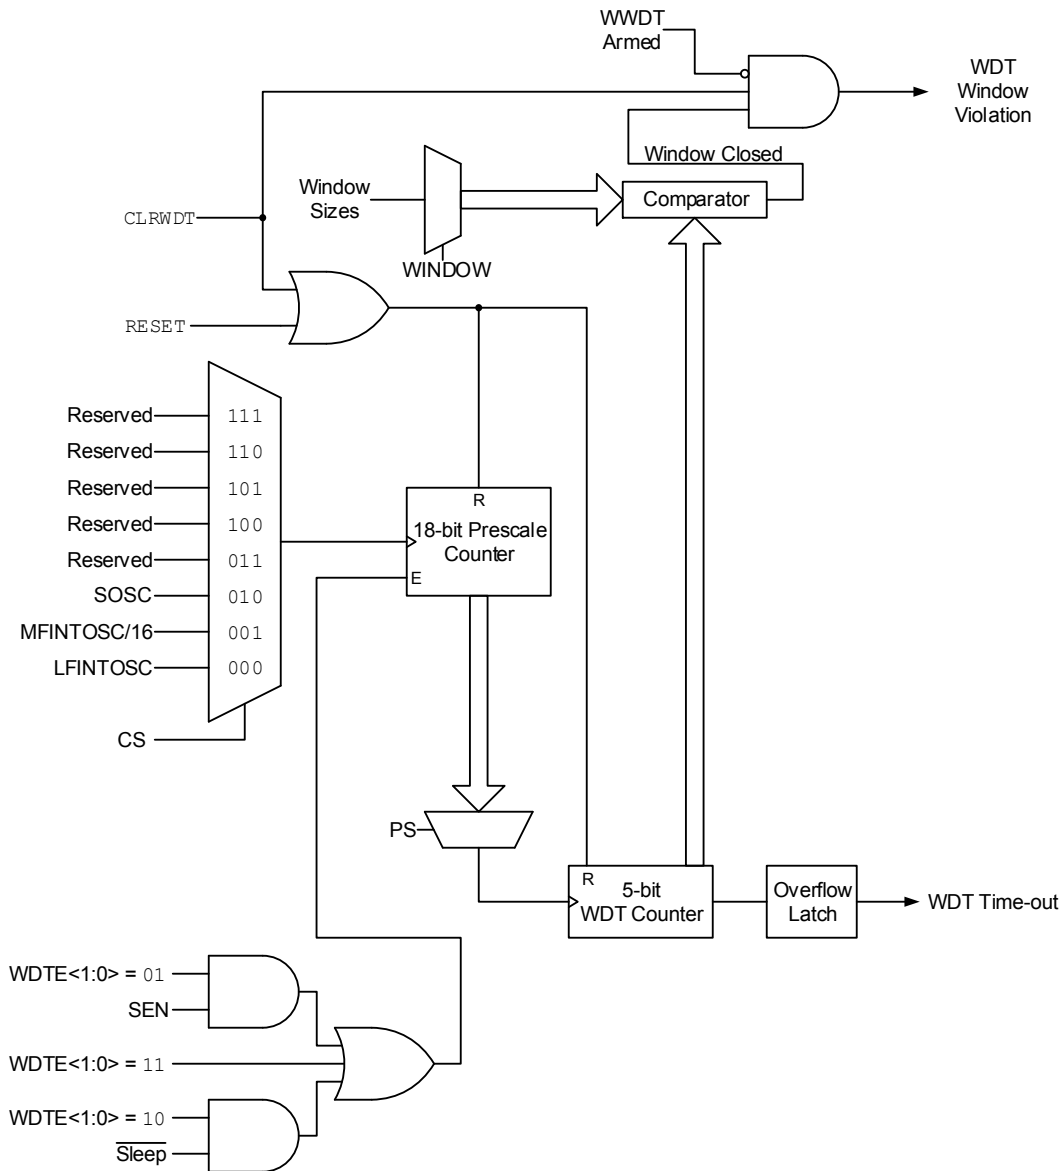 WWDT
Armed
WDT
Window
Violation
Window Closed
Window
Sizes
Comparator
CLRWDT
WINDOW
RESET
Reserved 111
Reserved 110
Reserved 101
Reserved 100
Reserved 011
SOSC 010
MFINTOSC/16 001
LFINTOSC 000
CS
R
18-bit Prescale
Counter
E
PS
R
5-bit
WDT Counter
Overflow
Latch
WDT Time-out
WDTE<1:0> = 01
SEN
WDTE<1:0> = 11
WDTE<1:0> = 10
Sleep